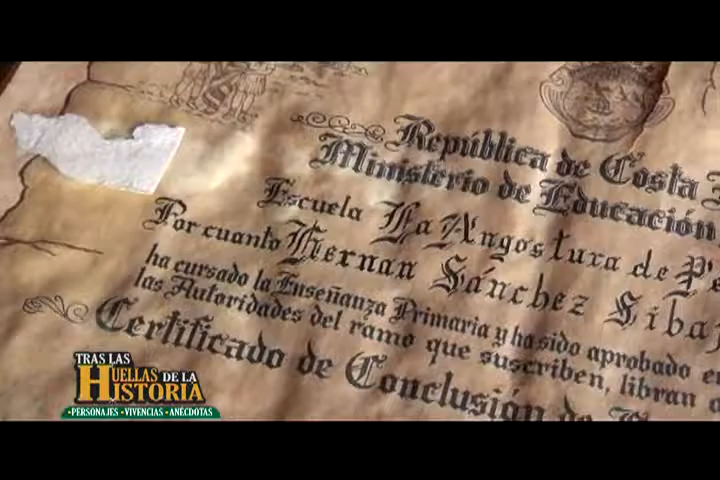 República de Costa
Ministerio de Educación
Escuela La Angostura de
Por cuanto Hernan Sánchez
ha cursado la Enseñanza Primaria y ha sido aprobado
las Autoridades del ramo que suscriben, libran
Certificado de Conclusión de
TRAS LAS
HUELLAS DE LA
HISTORIA
• PERSONAJES • VIVENCIAS • ANÉCDOTAS